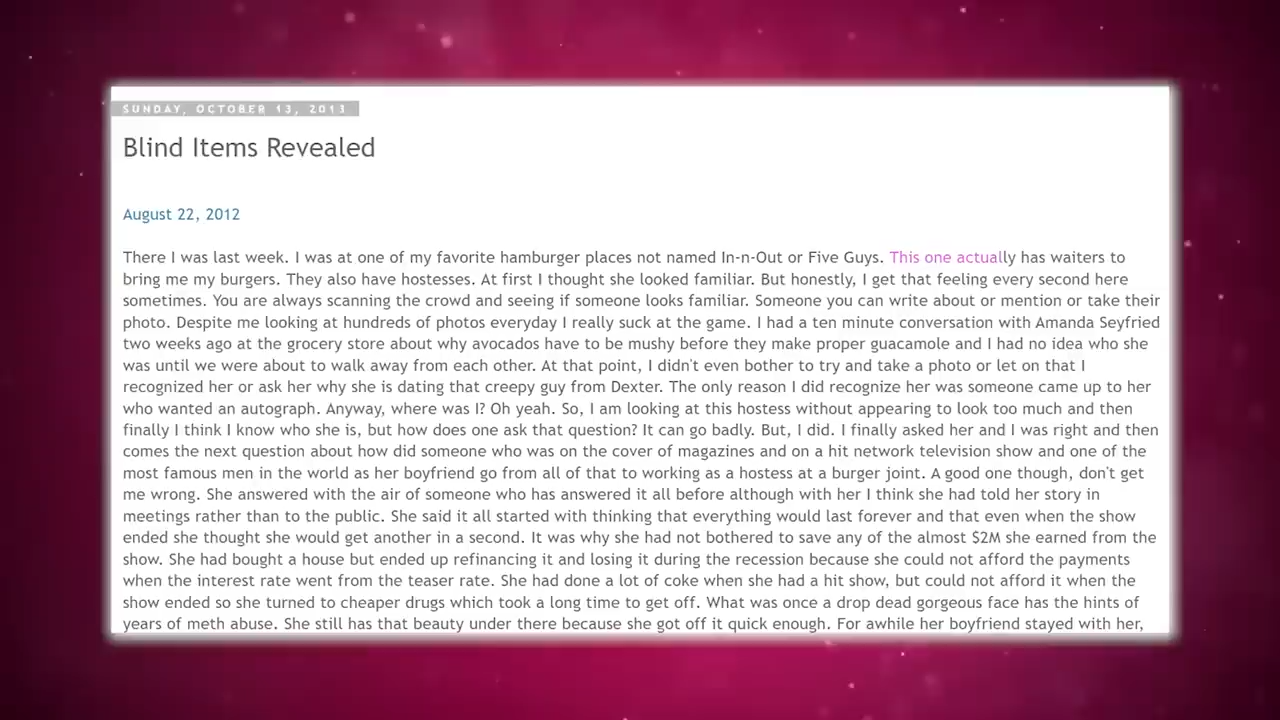 SUNDAY, OCTOBER 13, 2013
Blind Items Revealed
August 22, 2012
There I was last week. I was at one of my favorite hamburger places not named In-n-Out or Five Guys. This one actually has waiters to
bring me my burgers. They also have hostesses. At first I thought she looked familiar. But honestly, I get that feeling every second here
sometimes. You are always scanning the crowd and seeing if someone looks familiar. Someone you can write about or mention or take their
photo. Despite me looking at hundreds of photos everyday I really suck at the game. I had a ten minute conversation with Amanda Seyfried
two weeks ago at the grocery store about why avocados have to be mushy before they make proper guacamole and I had no idea who she
was until we were about to walk away from each other. At that point, I didn't even bother to try and take a photo or let on that I
recognized her or ask her why she is dating that creepy guy from Dexter. The only reason I did recognize her was someone came up to her
who wanted an autograph. Anyway, where was I? Oh yeah. So, I am looking at this hostess without appearing to look too much and then
finally I think I know who she is, but how does one ask that question? It can go badly. But, I did. I finally asked her and I was right and then
comes the next question about how did someone who was on the cover of magazines and on a hit network television show and one of the
most famous men in the world as her boyfriend go from all of that to working as a hostess at a burger joint. A good one though, don't get
me wrong. She answered with the air of someone who has answered it all before although with her I think she had told her story in
meetings rather than to the public. She said it all started with thinking that everything would last forever and that even when the show
ended she thought she would get another in a second. It was why she had not bothered to save any of the almost $2M she earned from the
show. She had bought a house but ended up refinancing it and losing it during the recession because she could not afford the payments
when the interest rate went from the teaser rate. She had done a lot of coke when she had a hit show, but could not afford it when the
show ended so she turned to cheaper drugs which took a long time to get off. What was once a drop dead gorgeous face has the hints of
years of meth abuse. She still has that beauty under there because she got off it quick enough. For awhile her boyfriend stayed with her,